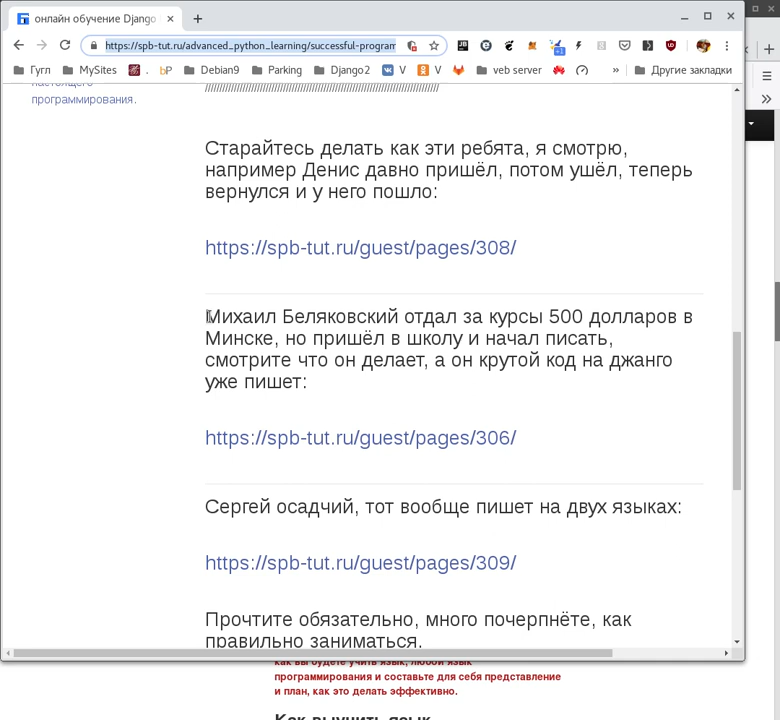 онлайн обучение Django
https://spb-tut.ru/advanced_python_learning/successful-program
Гугл MySites . Debian9 Parking Django2 V V veb server » Другие закладки
программирования.
////////////////////////////////////////////////////////////////////////
Старайтесь делать как эти ребята, я смотрю,
например Денис давно пришёл, потом ушёл, теперь
вернулся и у него пошло:
https://spb-tut.ru/guest/pages/308/
Михаил Беляковский отдал за курсы 500 долларов в
Минске, но пришёл в школу и начал писать,
смотрите что он делает, а он крутой код на джанго
уже пишет:
https://spb-tut.ru/guest/pages/306/
Сергей осадчий, тот вообще пишет на двух языках:
https://spb-tut.ru/guest/pages/309/
Прочтите обязательно, много почерпнёте, как
правильно заниматься.
как вы будете учить язык, любой язык
программирования и составьте для себя представление
и план, как это делать эффективно.
Как выучить язык